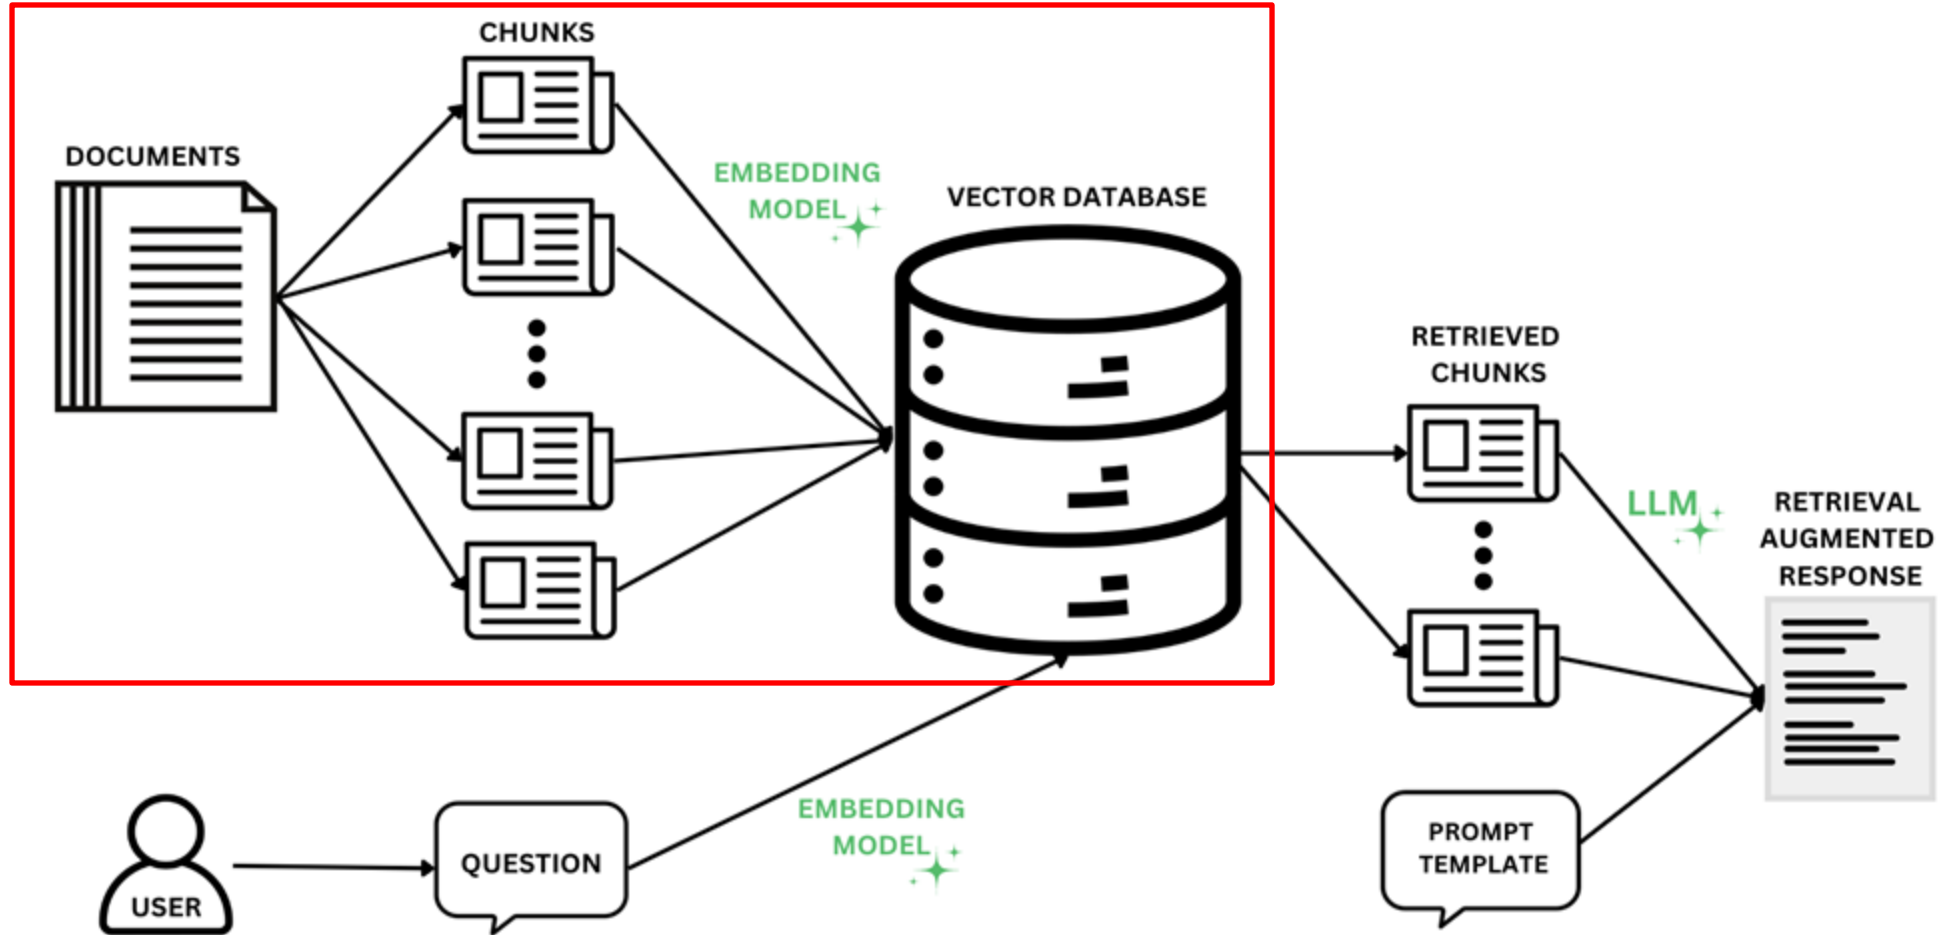 CHUNKS
DOCUMENTS
EMBEDDING
MODEL
VECTOR DATABASE
RETRIEVED
CHUNKS
LLM
RETRIEVAL
AUGMENTED
RESPONSE
EMBEDDING
MODEL
QUESTION
USER
PROMPT
TEMPLATE